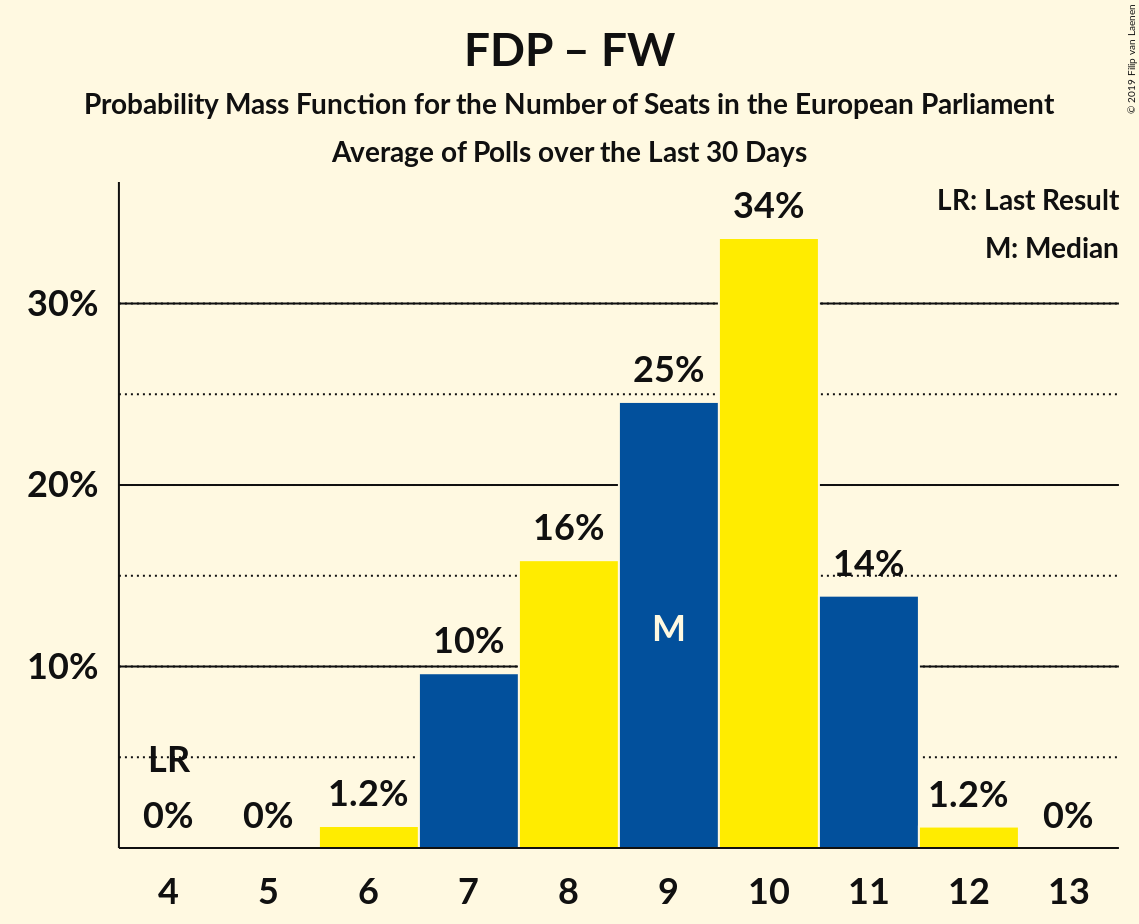 FDP – FW
Probability Mass Function for the Number of Seats in the European Parliament
Average of Polls over the Last 30 Days
© 2019 Filip van Laenen
LR: Last Result
M: Median
30%
20%
10%
LR
0%
0%
1.2%
10%
16%
25%
M
34%
14%
1.2%
0%
4 5 6 7 8 9 10 11 12 13